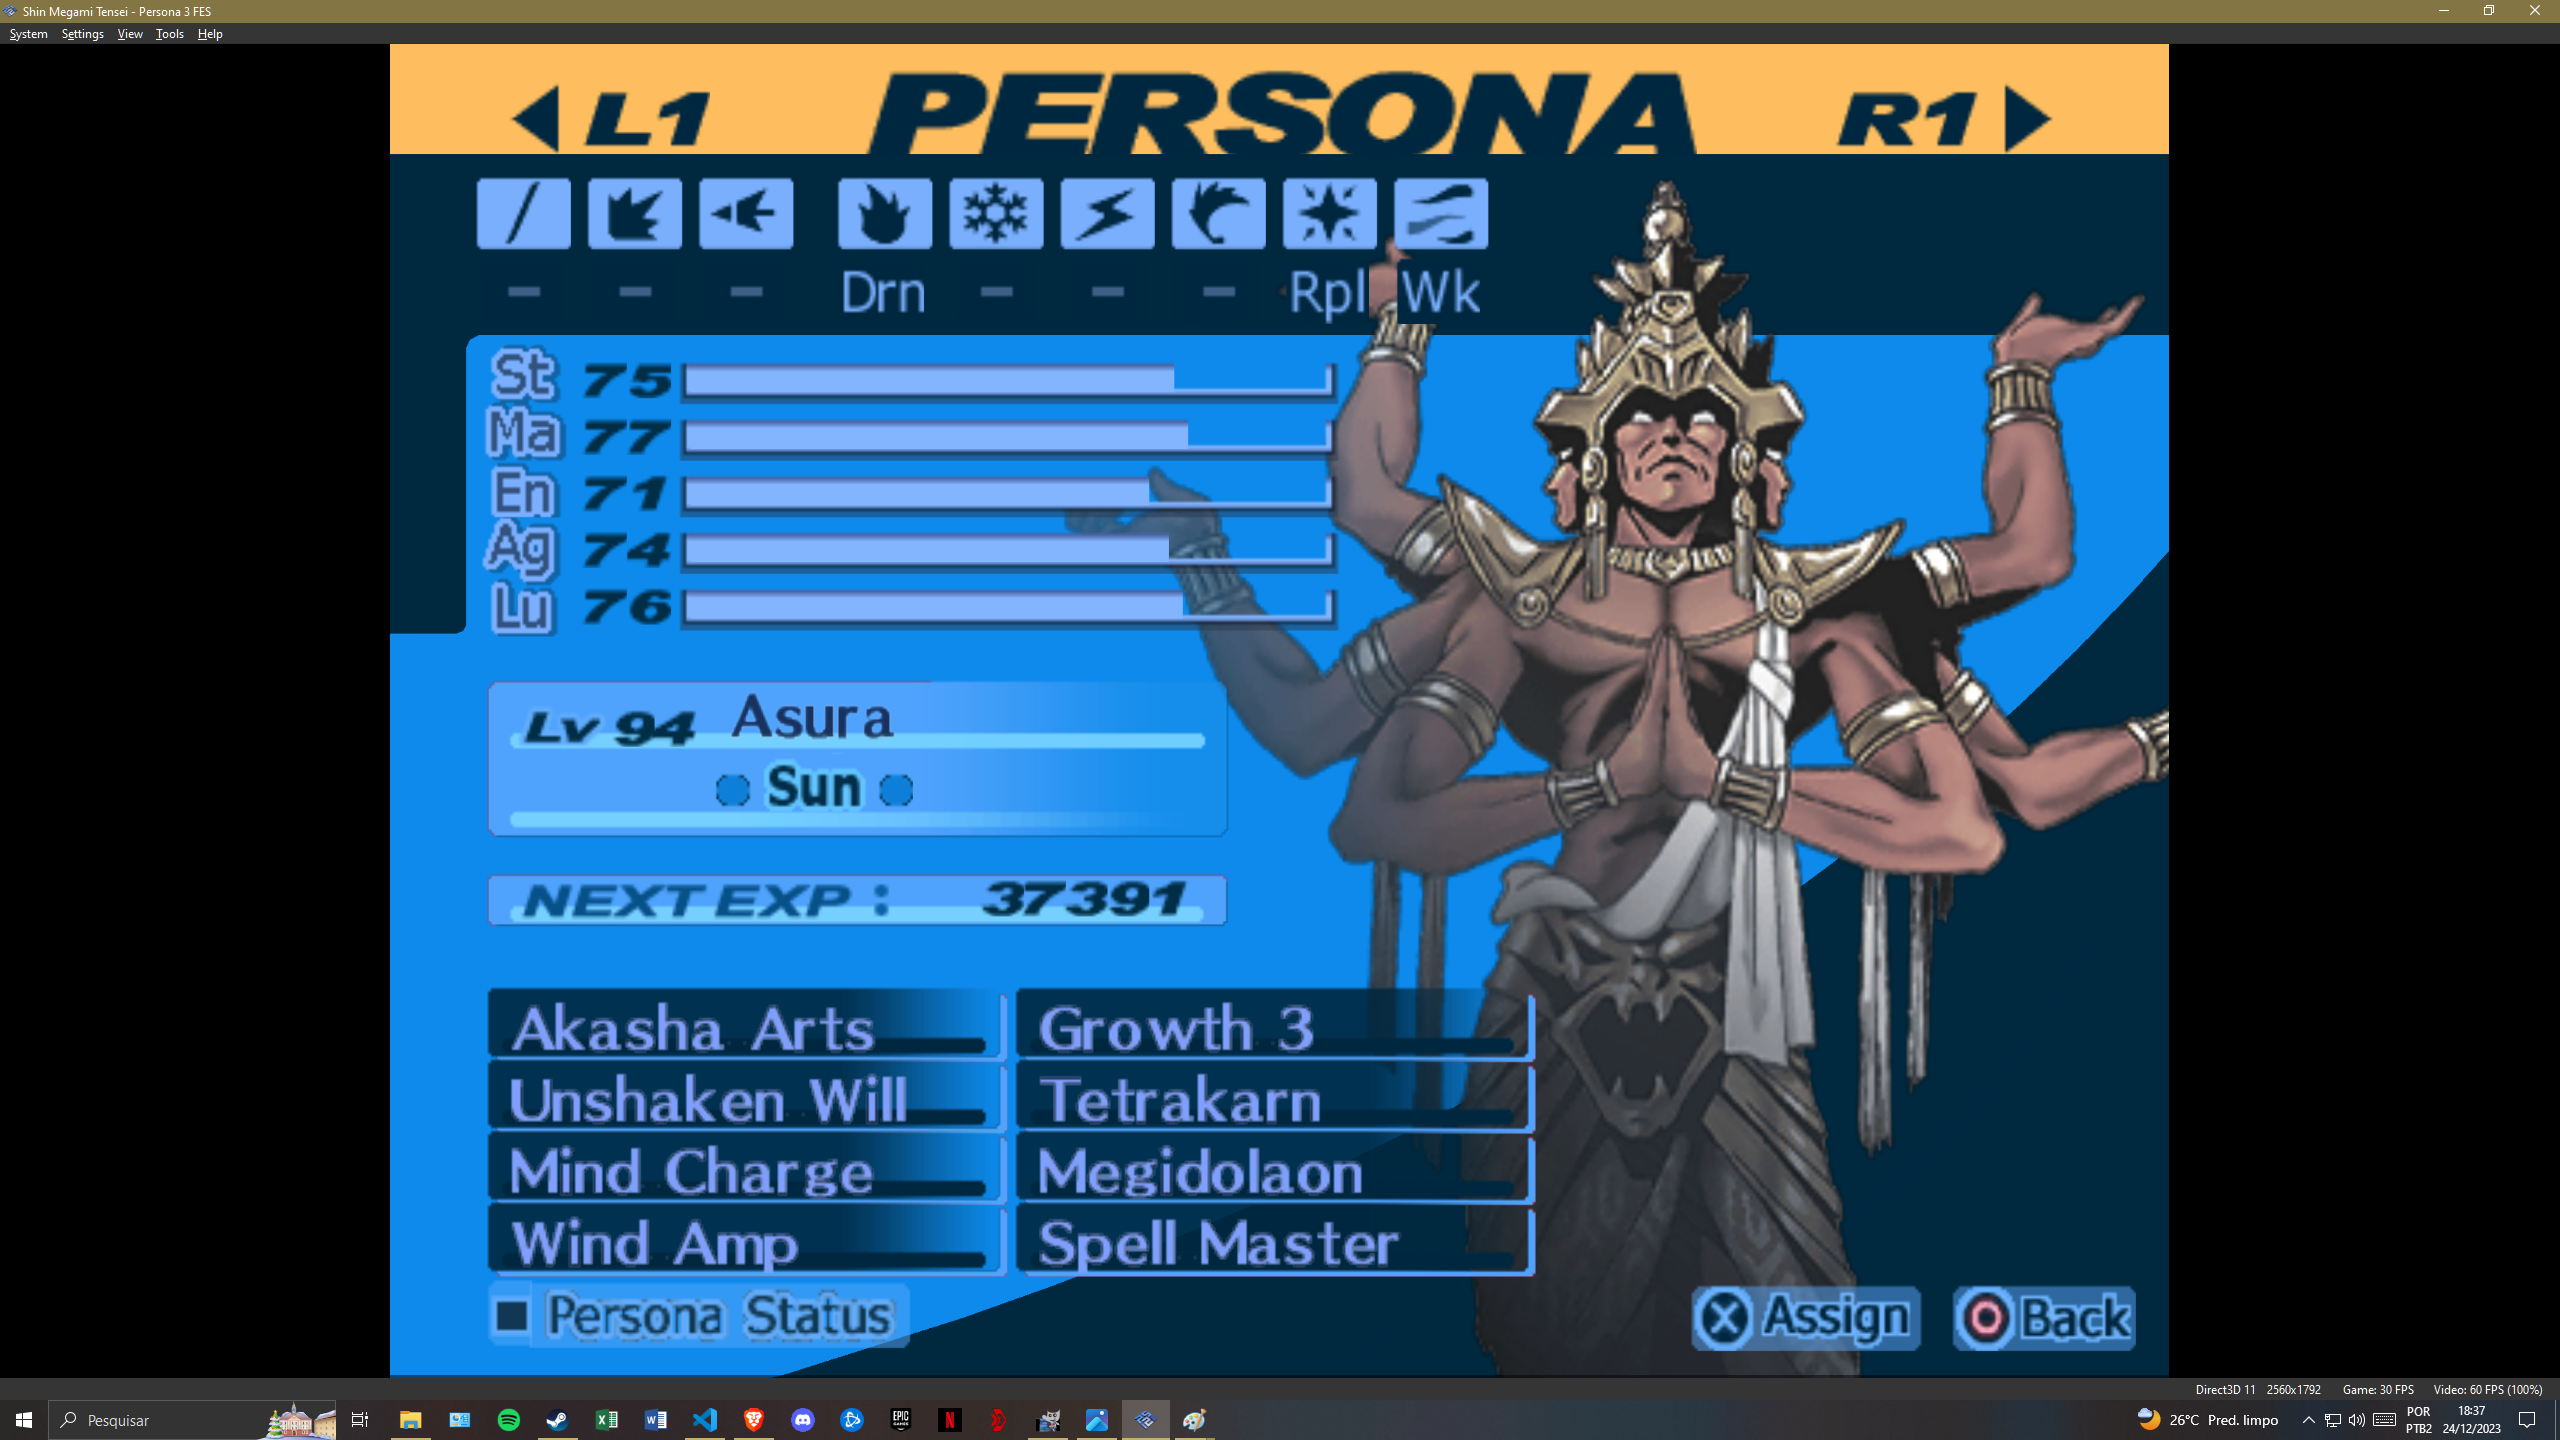 Shin Megami Tensei - Persona 3 FES
System Settings View Tools Help
L1 PERSONA R1
Drn Rpl Wk
St 75
Ma 77
En 71
Ag 74
Lu 76
Lv 94 Asura
Sun
NEXT EXP : 37391
Akasha Arts Growth 3
Unshaken Will Tetrakarn
Mind Charge Megidolaon
Wind Amp Spell Master
Persona Status Assign Back
Direct3D 11 2560x1792 Game: 30 FPS Video: 60 FPS (100%)
Pesquisar
EPIC GAMES
26°C Pred. limpo
POR
PTB2
18:37
24/12/2023